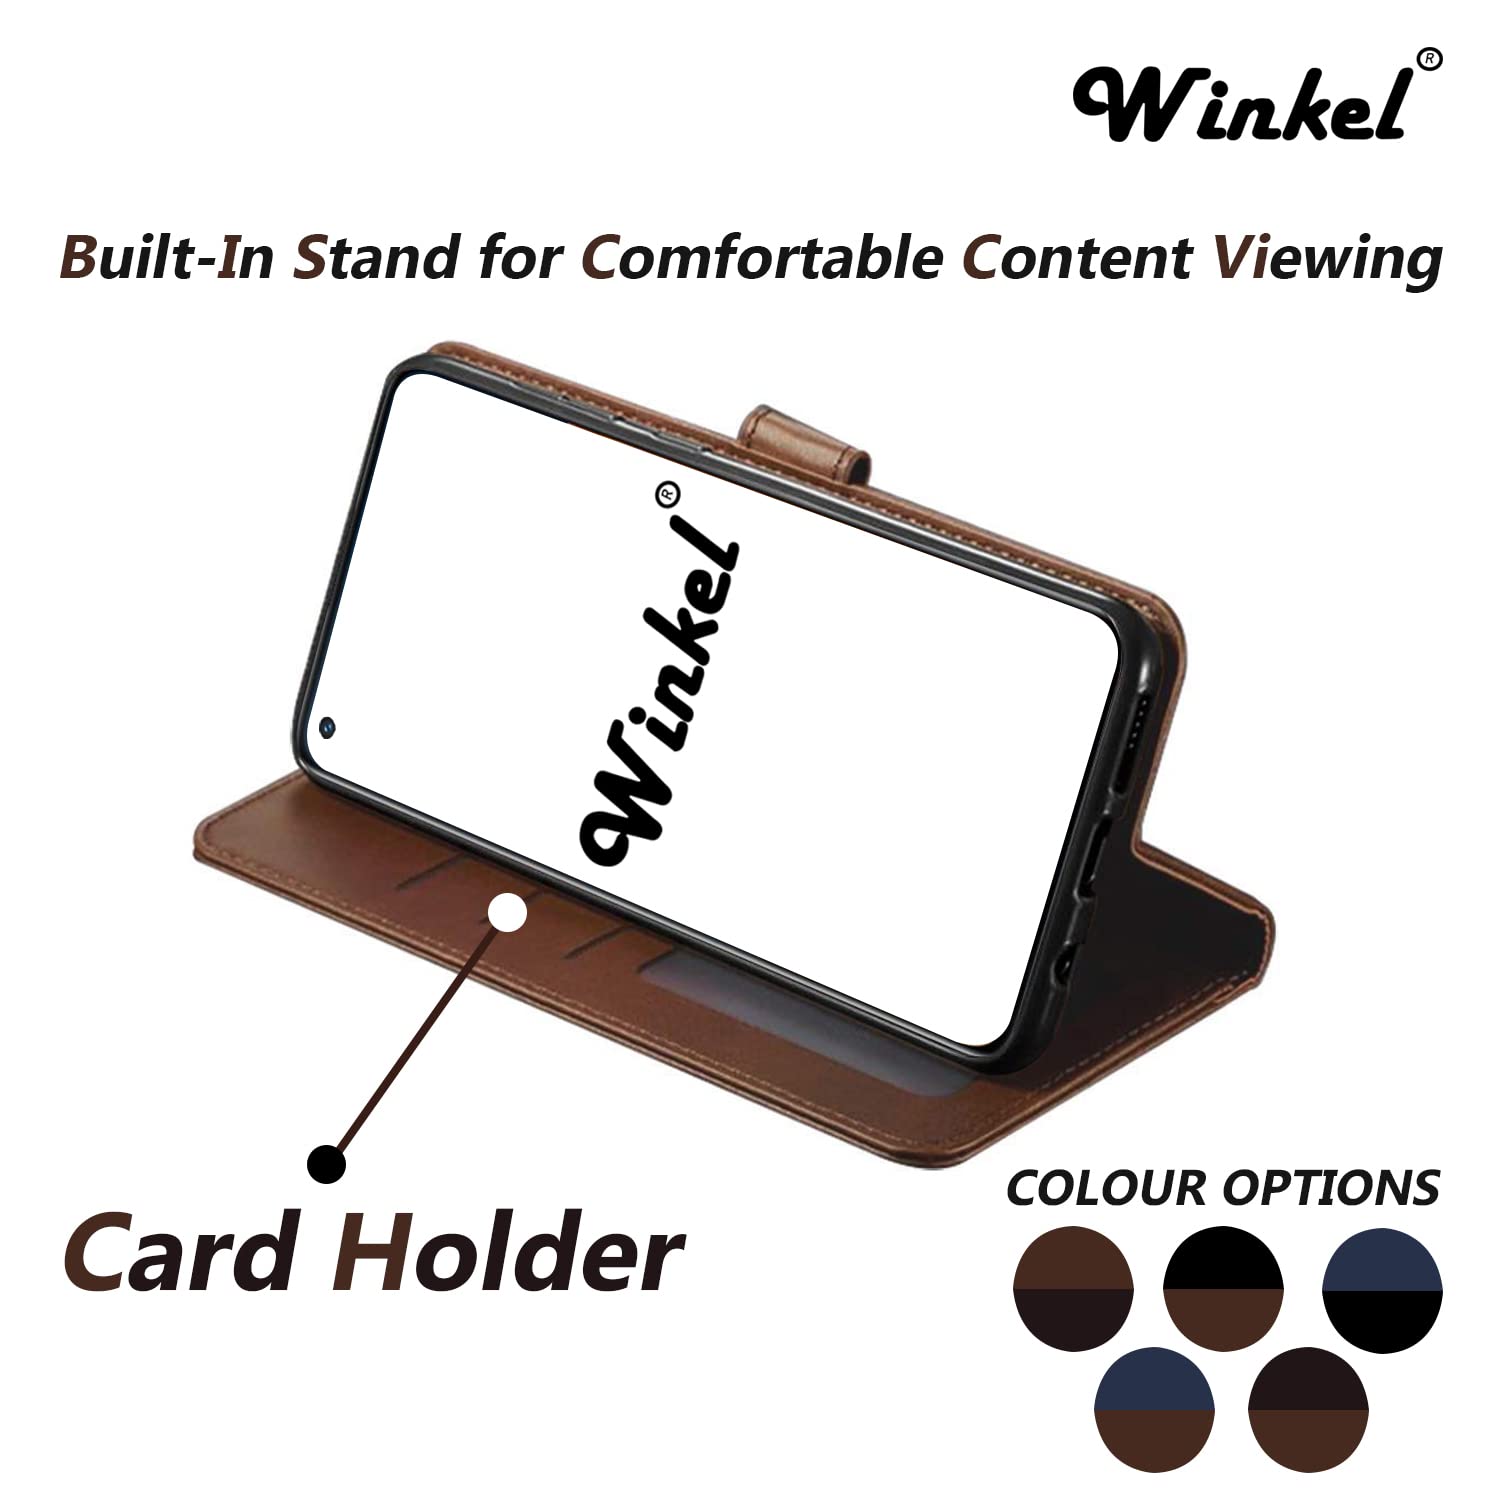 Winkel®
Built-In Stand for Comfortable Content Viewing
Winkel®
Card Holder
COLOUR OPTIONS